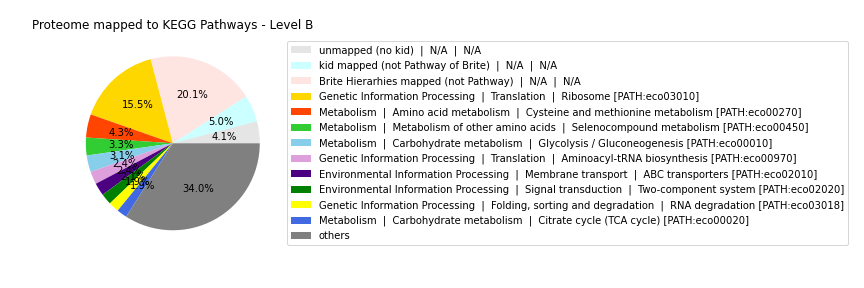 Proteome mapped to KEGG Pathways - Level B
unmapped (no kid) | N/A | N/A
kid mapped (not Pathway of Brite) | N/A | N/A
Brite Hierarhies mapped (not Pathway) | N/A | N/A
Genetic Information Processing | Translation | Ribosome [PATH:eco03010]
Metabolism | Amino acid metabolism | Cysteine and methionine metabolism [PATH:eco00270]
Metabolism | Metabolism of other amino acids | Selenocompound metabolism [PATH:eco00450]
Metabolism | Carbohydrate metabolism | Glycolysis / Gluconeogenesis [PATH:eco00010]
Genetic Information Processing | Translation | Aminoacyl-tRNA biosynthesis [PATH:eco00970]
Environmental Information Processing | Membrane transport | ABC transporters [PATH:eco02010]
Environmental Information Processing | Signal transduction | Two-component system [PATH:eco02020]
Genetic Information Processing | Folding, sorting and degradation | RNA degradation [PATH:eco03018]
Metabolism | Carbohydrate metabolism | Citrate cycle (TCA cycle) [PATH:eco00020]
others
20.1%
15.5%
5.0%
4.1%
4.3%
3.3%
3.1%
2.4%
1.9%
34.0%